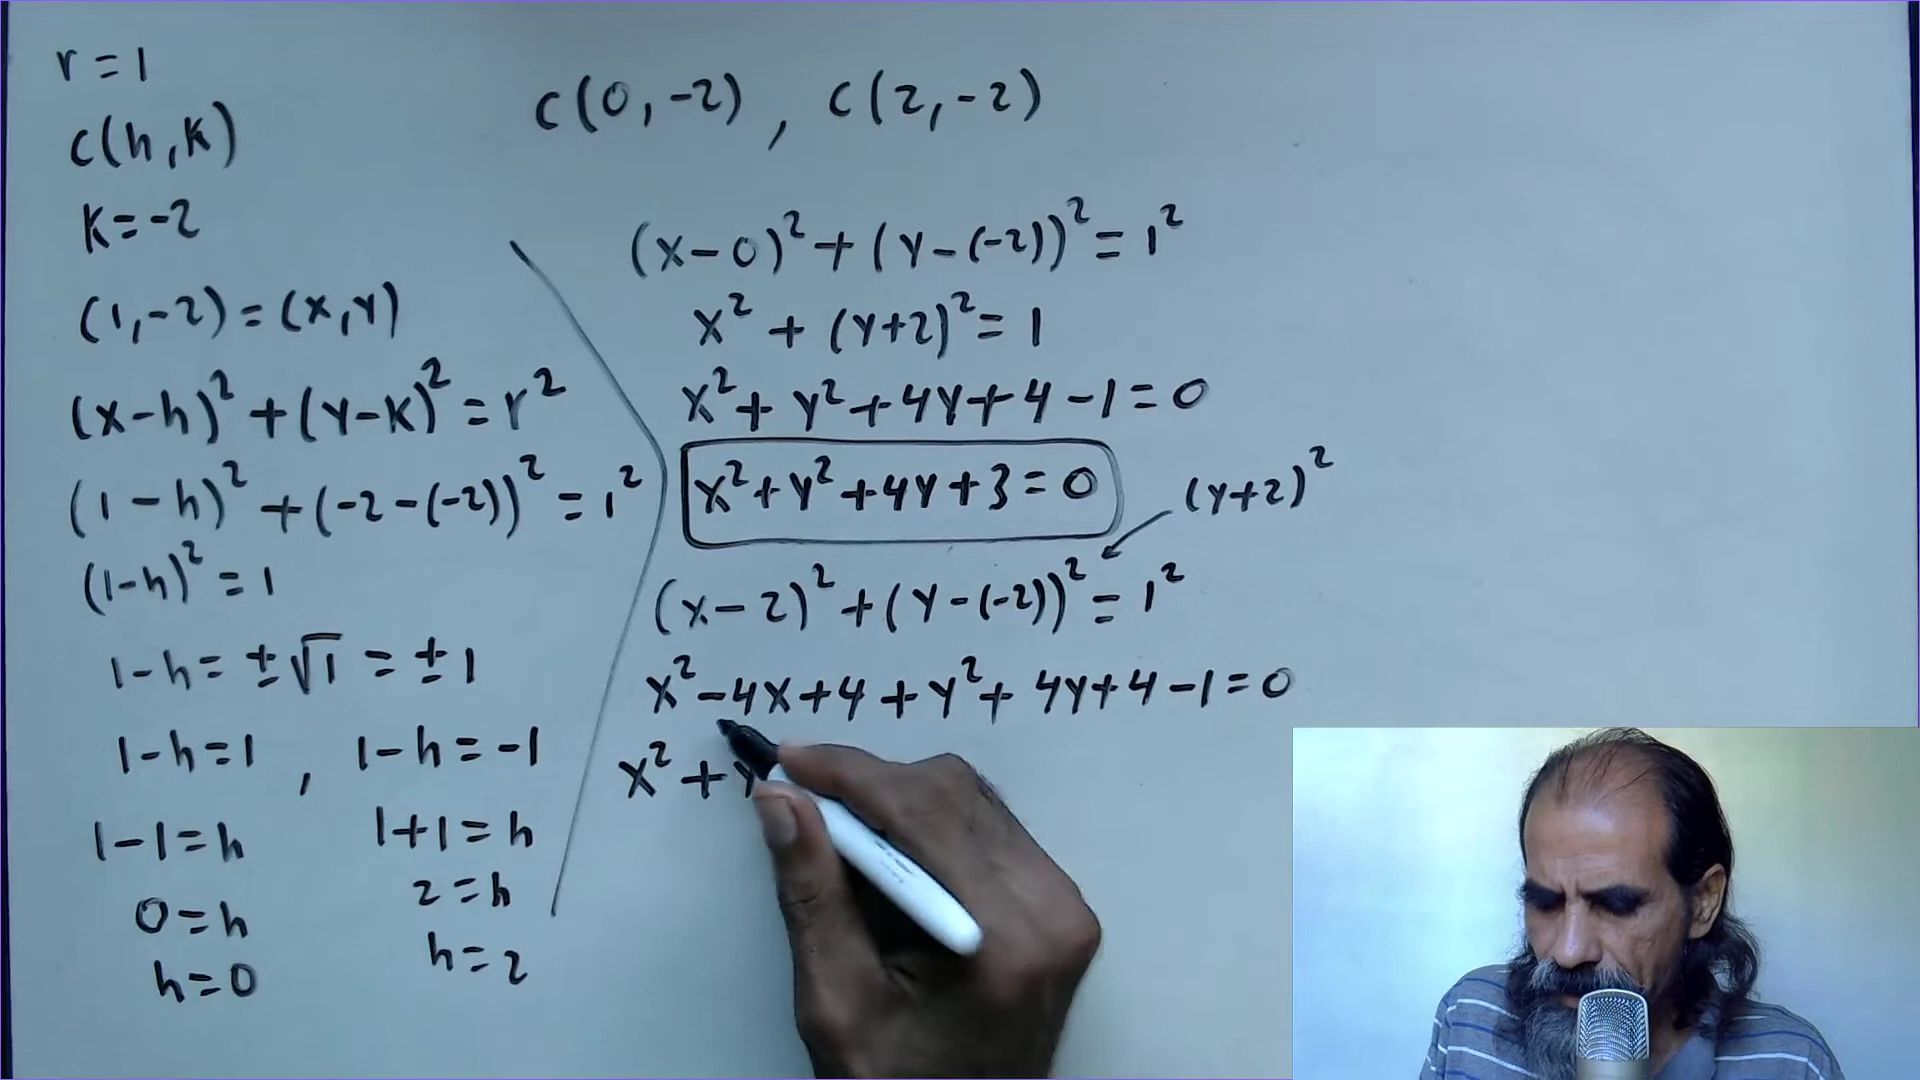 r=1
c(h,k)
k=-2
(1,-2)=(x,y)
(x-h)²+(y-k)²=r²
(1-h)²+(-2-(-2))²=1²
(1-h)²=1
1-h=±√1=±1
1-h=1 , 1-h=-1
1-1=h 1+1=h
0=h 2=h
h=0 h=2
c(0,-2) , c(2,-2)
(x-0)²+(y-(-2))²=1²
x²+(y+2)²=1
x²+y²+4y+4-1=0
x²+y²+4y+3=0
(y+2)²
(x-2)²+(y-(-2))²=1²
x²-4x+4+y²+4y+4-1=0
x²+y